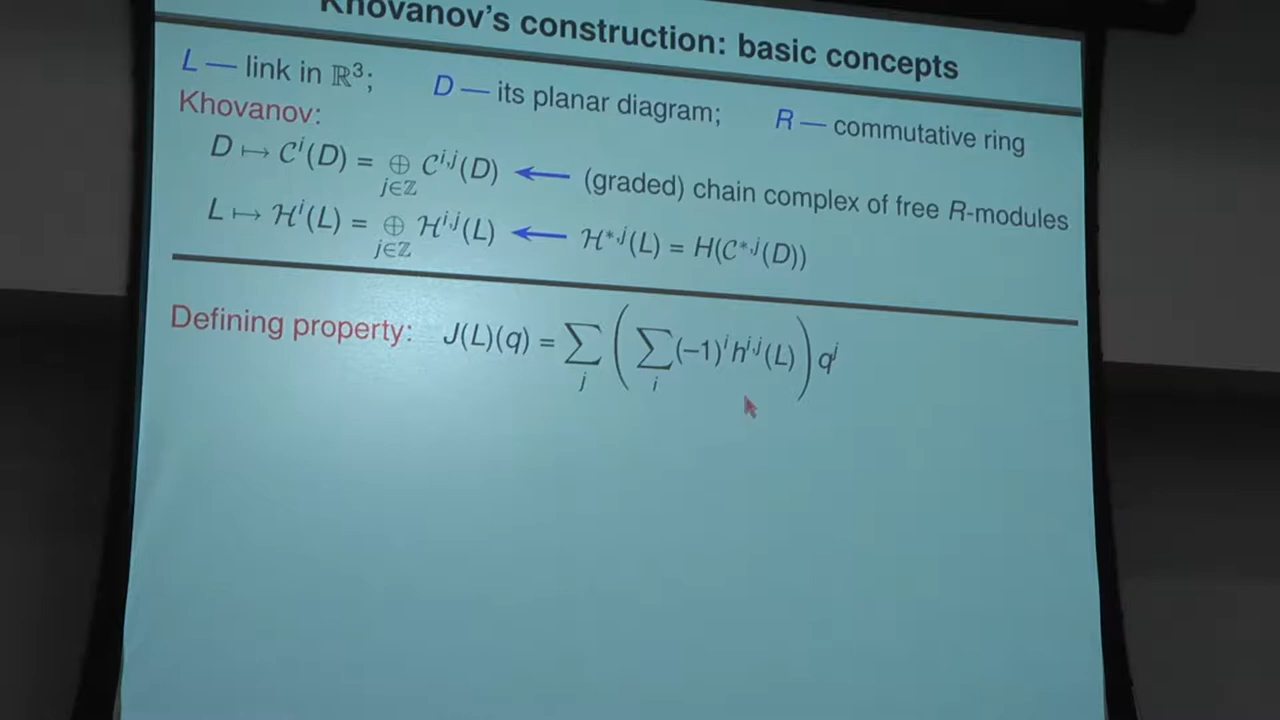 Khovanov's construction: basic concepts
L — link in ℝ³; D — its planar diagram; R — commutative ring
Khovanov:
D ↦ 𝒞ⁱ(D) = ⊕_{j∈ℤ} 𝒞^{i,j}(D) ← (graded) chain complex of free R-modules
L ↦ ℋⁱ(L) = ⊕_{j∈ℤ} ℋ^{i,j}(L) ← ℋ^{*,j}(L) = H(𝒞^{*,j}(D))
Defining property: J(L)(q) = ∑_j (∑_i (−1)^i h^{i,j}(L)) q^j